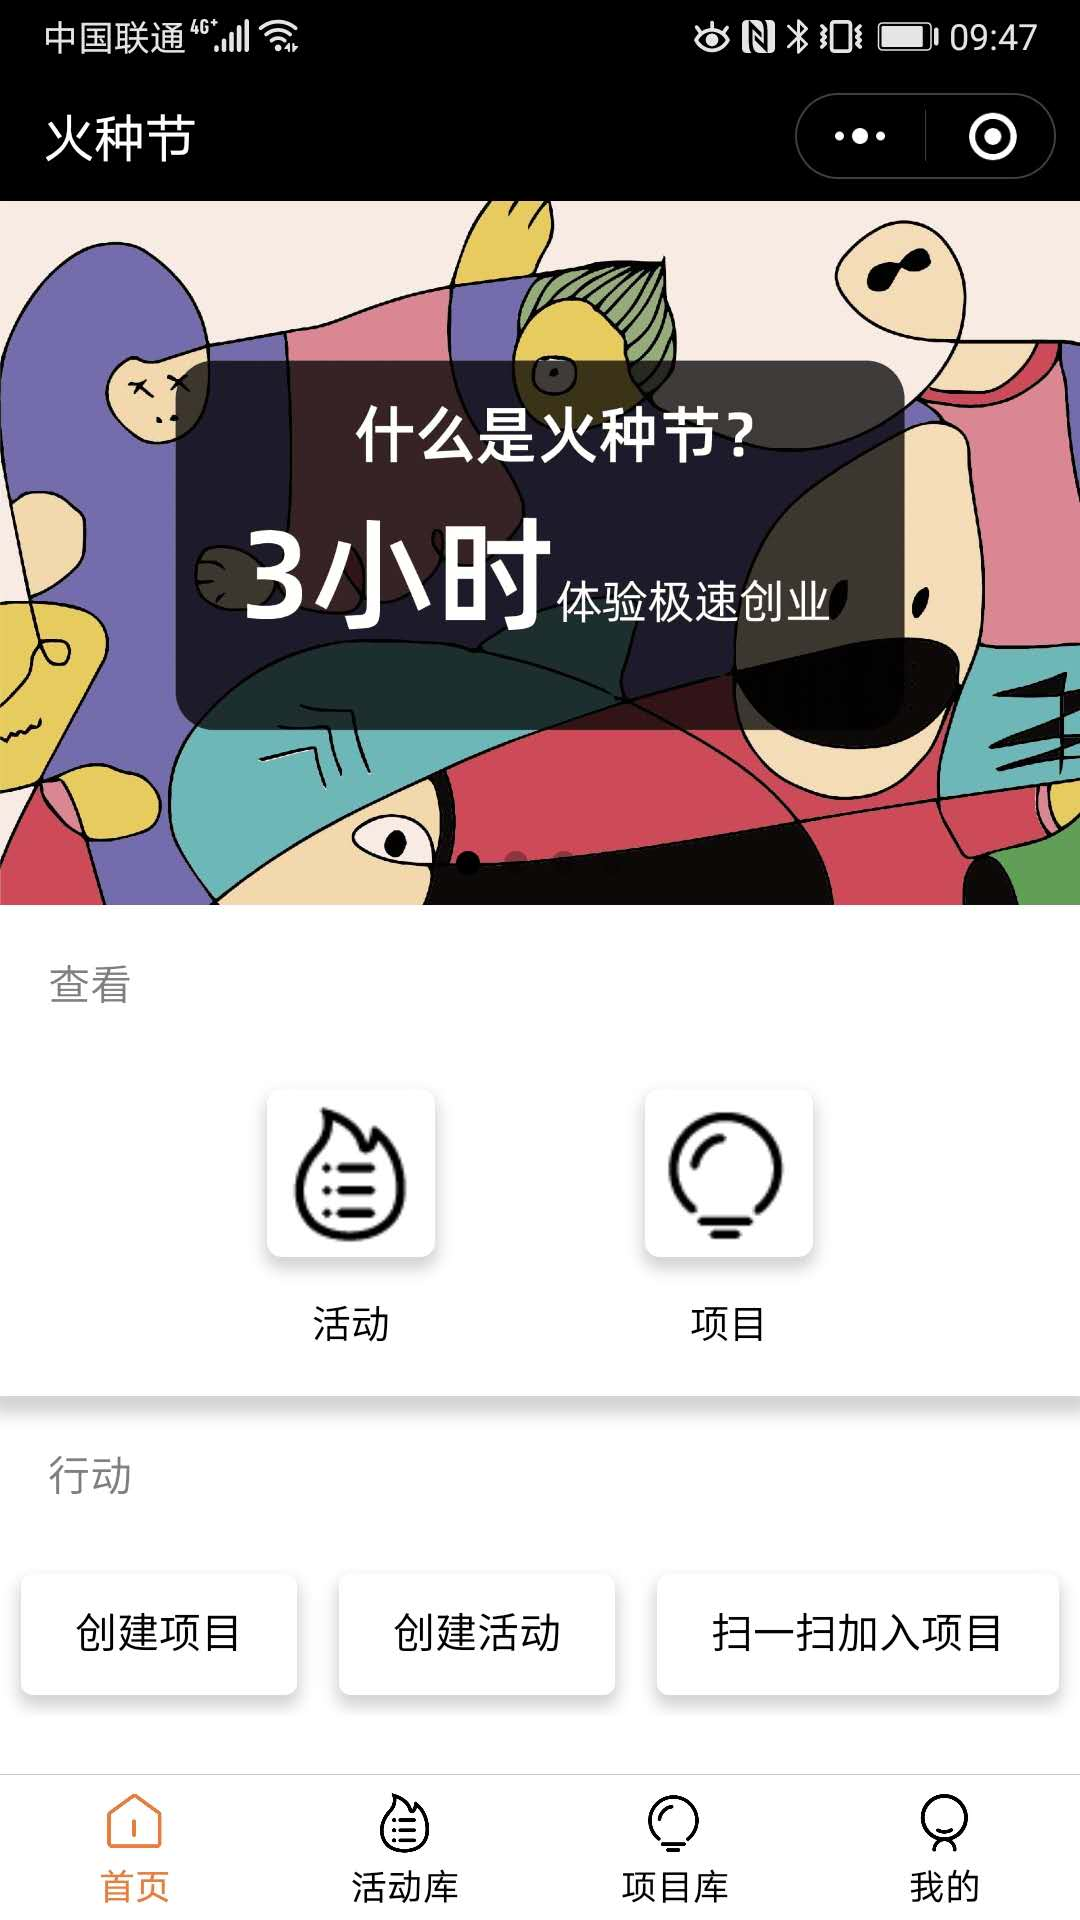 中国联通 4G+ 09:47
火种节
什么是火种节?
3小时体验极速创业
查看
活动 项目
行动
创建项目 创建活动 扫一扫加入项目
首页 活动库 项目库 我的